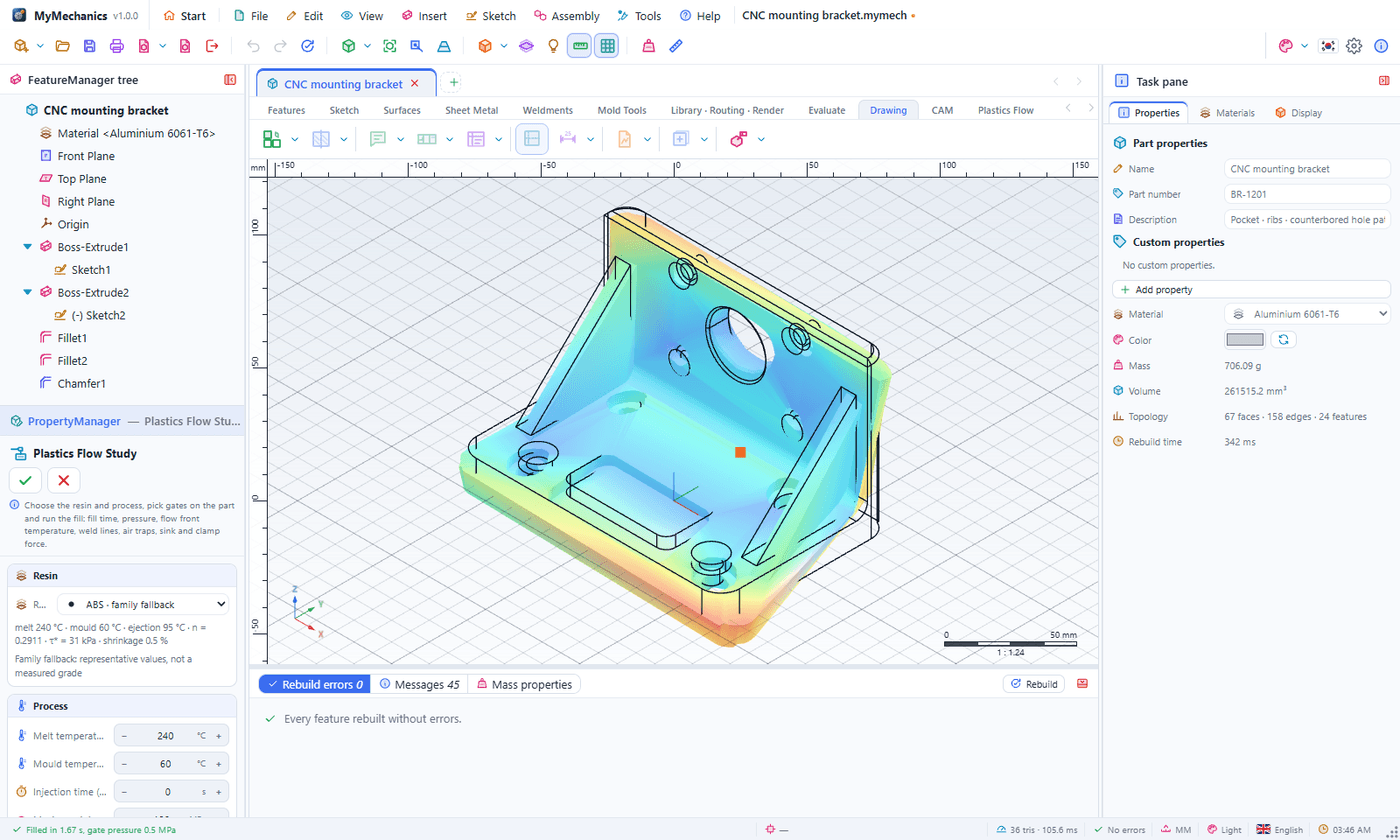 MyMechanics v1.0.0
Start
File
Edit
View
Insert
Sketch
Assembly
Tools
Help
CNC mounting bracket.mymech
FeatureManager tree
CNC mounting bracket
Material <Aluminium 6061-T6>
Front Plane
Top Plane
Right Plane
Origin
Boss-Extrude1
Sketch1
Boss-Extrude2
(-) Sketch2
Fillet1
Fillet2
Chamfer1
PropertyManager — Plastics Flow Stu...
Plastics Flow Study
Choose the resin and process, pick gates on the part
and run the fill: fill time, pressure, flow front
temperature, weld lines, air traps, sink and clamp
force.
Resin
R... ABS - family fallback
melt 240 °C · mould 60 °C · ejection 95 °C · n =
0.2911 · τ* = 31 kPa · shrinkage 0.5 %
Family fallback: representative values, not a
measured grade
Process
Melt temperat... − 240 °C +
Mould temper... − 60 °C +
Injection time (... − 0 s +
CNC mounting bracket
Features
Sketch
Surfaces
Sheet Metal
Weldments
Mold Tools
Library · Routing · Render
Evaluate
Drawing
CAM
Plastics Flow
mm -150 -100 -50 0 50 100 150
100
50
0
-50
Z
Y
X
0 50 mm
1 : 1.24
Rebuild errors 0
Messages 45
Mass properties
Rebuild
Every feature rebuilt without errors.
Task pane
Properties
Materials
Display
Part properties
Name CNC mounting bracket
Part number BR-1201
Description Pocket · ribs · counterbored hole pat
Custom properties
No custom properties.
+ Add property
Material Aluminium 6061-T6
Color
Mass 706.09 g
Volume 261515.2 mm³
Topology 67 faces · 158 edges · 24 features
Rebuild time 342 ms
Filled in 1.67 s, gate pressure 0.5 MPa
—
36 tris · 105.6 ms
No errors
MM
Light
English
03:46 AM